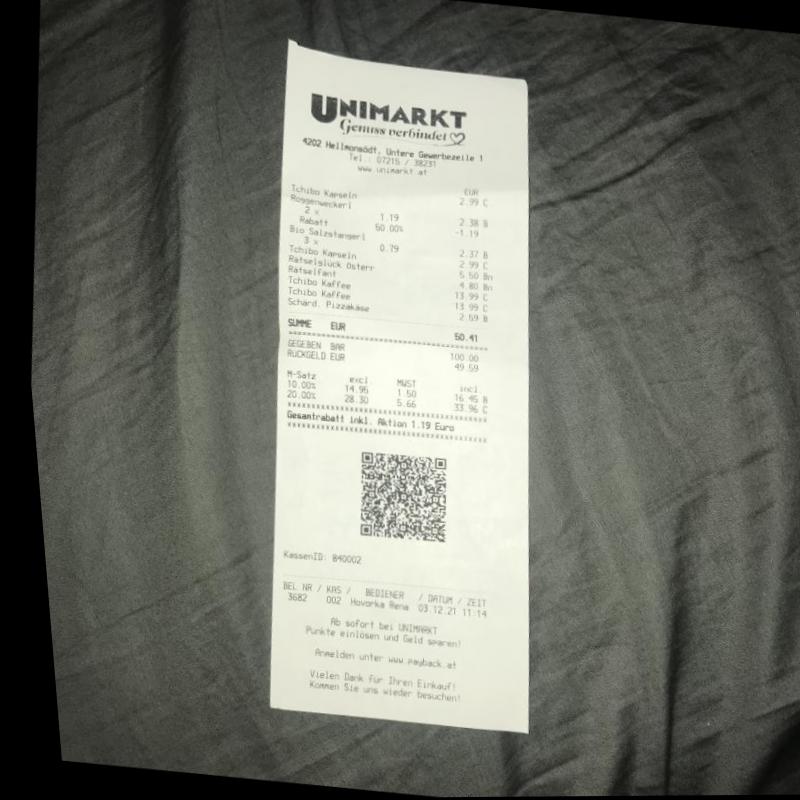 UNIMARKT
Genuss verbindet
4202 Hellmonsödt, Untere Gewerbezeile 1
Tel.: 07215 / 38231
www.unimarkt.at
EUR
Tchibo Kapseln 2.99 C
Roggenweckerl
2 x 1.19 2.38 B
Rabatt 50.00% -1.19
Bio Salzstangerl
3 x 0.79 2.37 B
Tchibo Kapseln 2.99 C
Rätselglück Österr 5.50 Bn
Rätselfant 4.80 Bn
Tchibo Kaffee 13.99 C
Tchibo Kaffee 13.99 C
Schärd. Pizzakäse 2.59 B
SUMME EUR 50.41
GEGEBEN BAR 100.00
RÜCKGELD EUR 49.59
M-Satz excl. MWST incl.
10.00% 14.95 1.50 16.45 B
20.00% 28.30 5.66 33.96 C
Gesamtrabatt inkl. Aktion 1.19 Euro
KassenID: 840002
BEL NR / KAS / BEDIENER / DATUM / ZEIT
3682 002 Hovorka Rena 03.12.21 11:14
Ab sofort bei UNIMARKT
Punkte einlösen und Geld sparen!
Anmelden unter www.payback.at
Vielen Dank für Ihren Einkauf!
Kommen Sie uns wieder besuchen!